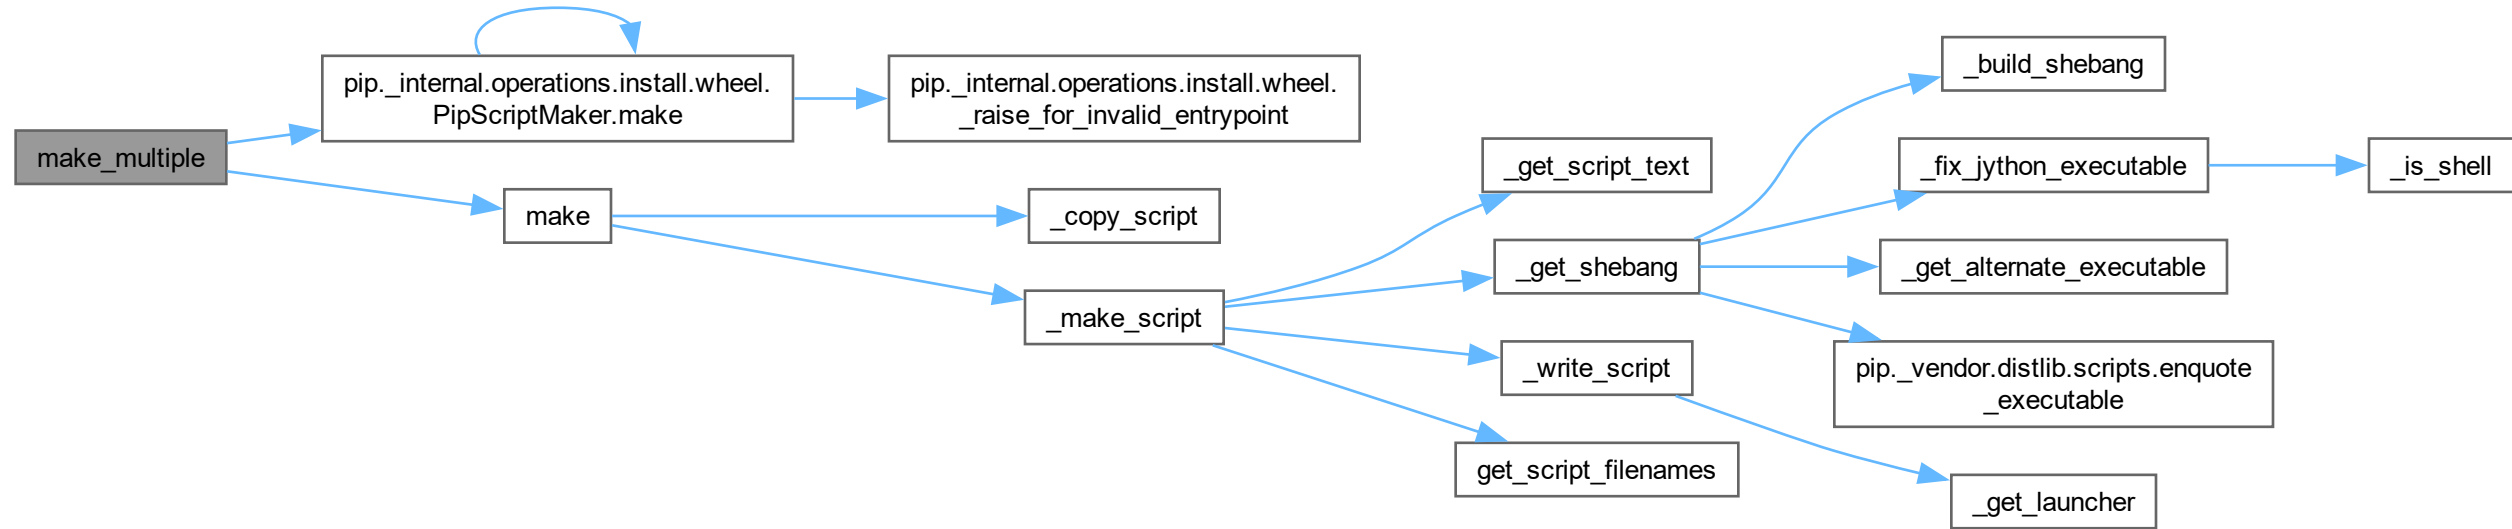 make_multiple
pip._internal.operations.install.wheel.
PipScriptMaker.make
pip._internal.operations.install.wheel.
_raise_for_invalid_entrypoint
make
_copy_script
_make_script
_get_script_text
_get_shebang
_write_script
get_script_filenames
_build_shebang
_fix_jython_executable
_get_alternate_executable
pip._vendor.distlib.scripts.enquote
_executable
_get_launcher
_is_shell